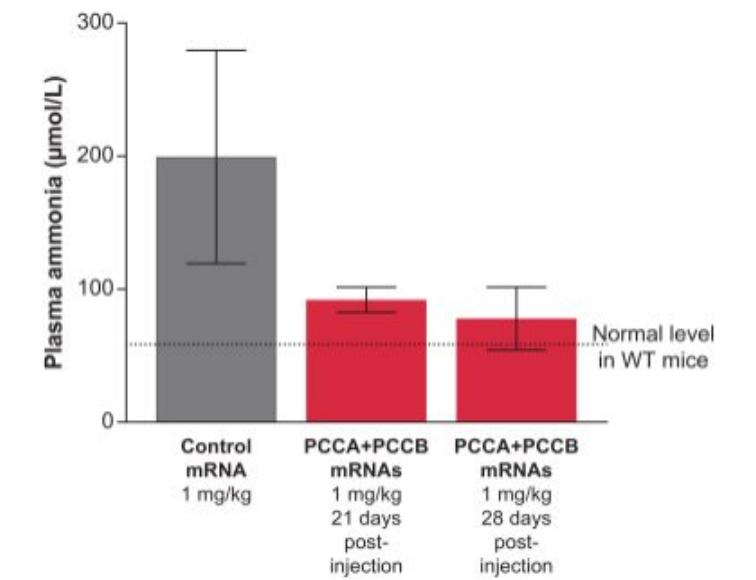 300
200
100
0
Plasma ammonia (μmol/L)
Normal level
in WT mice
Control
mRNA
1 mg/kg
PCCA+PCCB
mRNAs
1 mg/kg
21 days
post-
injection
PCCA+PCCB
mRNAs
1 mg/kg
28 days
post-
injection